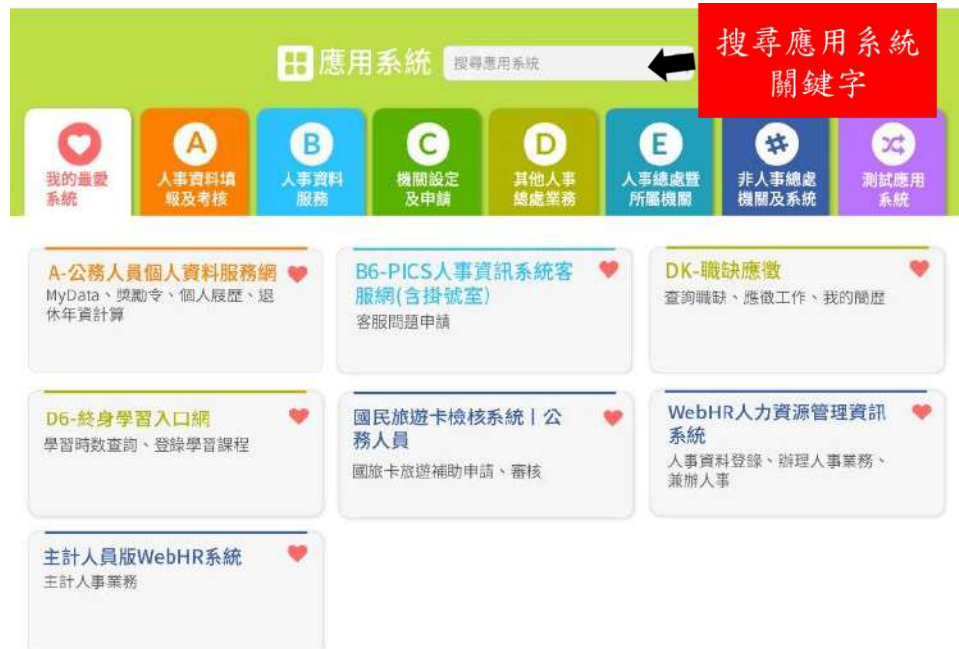 應用系統
搜尋應用系統
搜尋應用系統
關鍵字
我的最愛
系統
A
人事資料填
報及考核
B
人事資料
服務
C
機關設定
及申請
D
其他人事
總處業務
E
人事總處暨
所屬機關
#
非人事總處
機關及系統
測試應用
系統
A-公務人員個人資料服務網
MyData、獎勵令、個人履歷、退
休年資計算
B6-PICS人事資訊系統客
服網(含掛號室)
客服問題申請
DK-職缺應徵
查詢職缺、應徵工作、我的簡歷
D6-終身學習入口網
學習時數查詢、登錄學習課程
國民旅遊卡檢核系統|公
務人員
國旅卡旅遊補助申請、審核
WebHR人力資源管理資訊
系統
人事資料登錄、辦理人事業務、
兼辦人事
主計人員版WebHR系統
主計人事業務